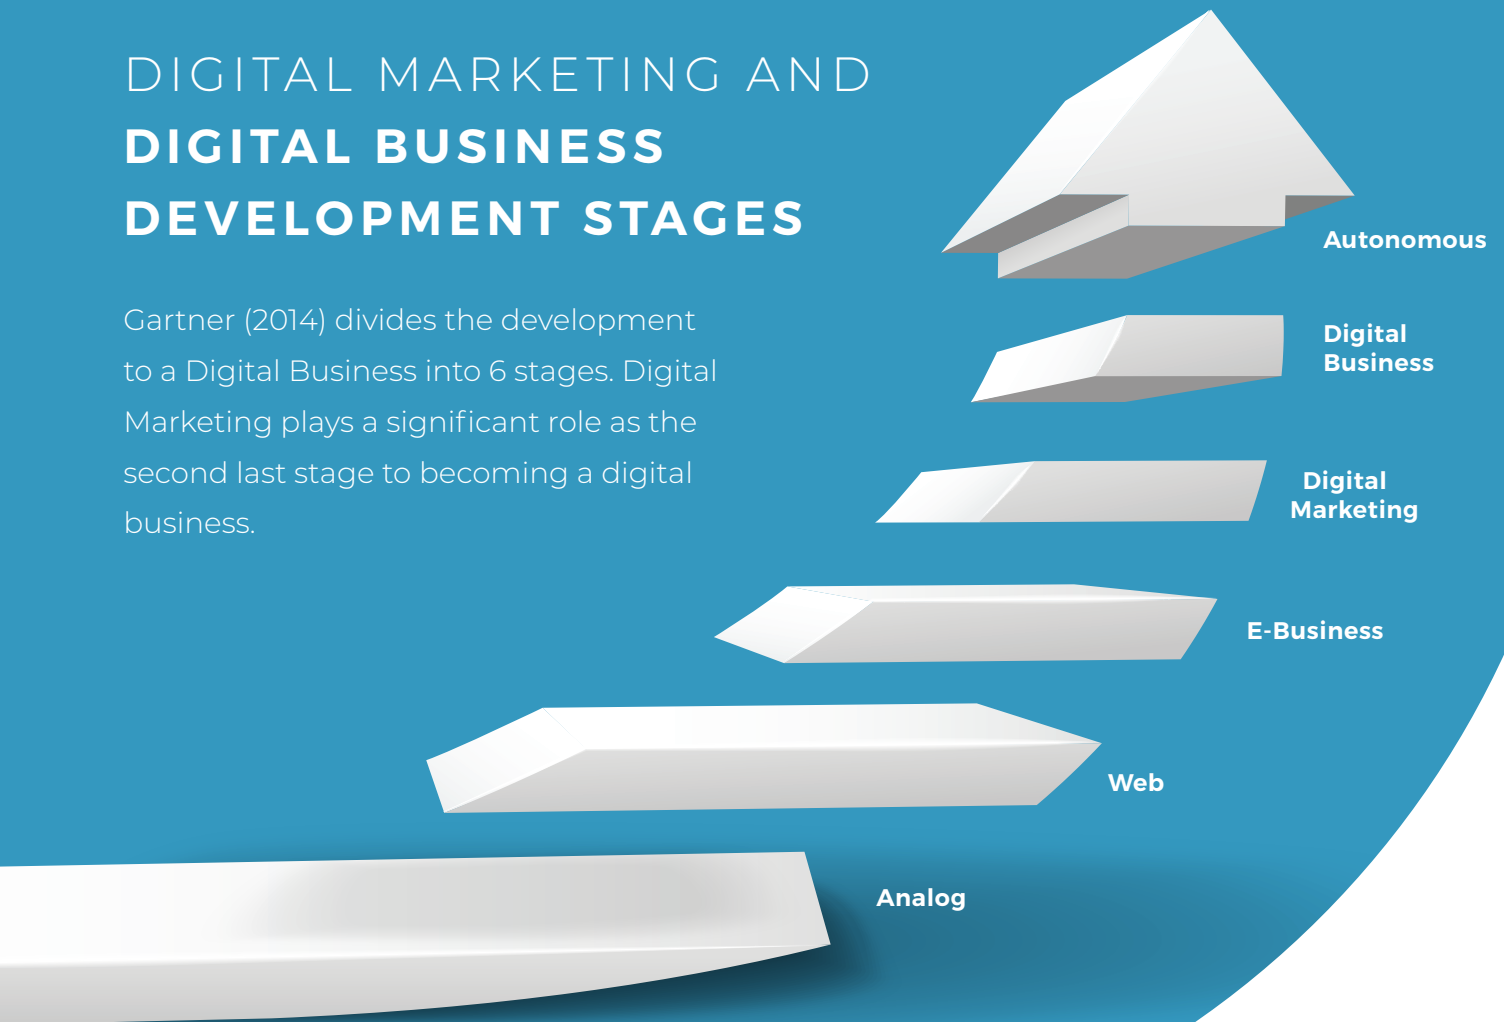 DIGITAL MARKETING AND
DIGITAL BUSINESS
DEVELOPMENT STAGES
Gartner (2014) divides the development
to a Digital Business into 6 stages. Digital
Marketing plays a significant role as the
second last stage to becoming a digital
business.
Autonomous
Digital
Business
Digital
Marketing
E-Business
Web
Analog